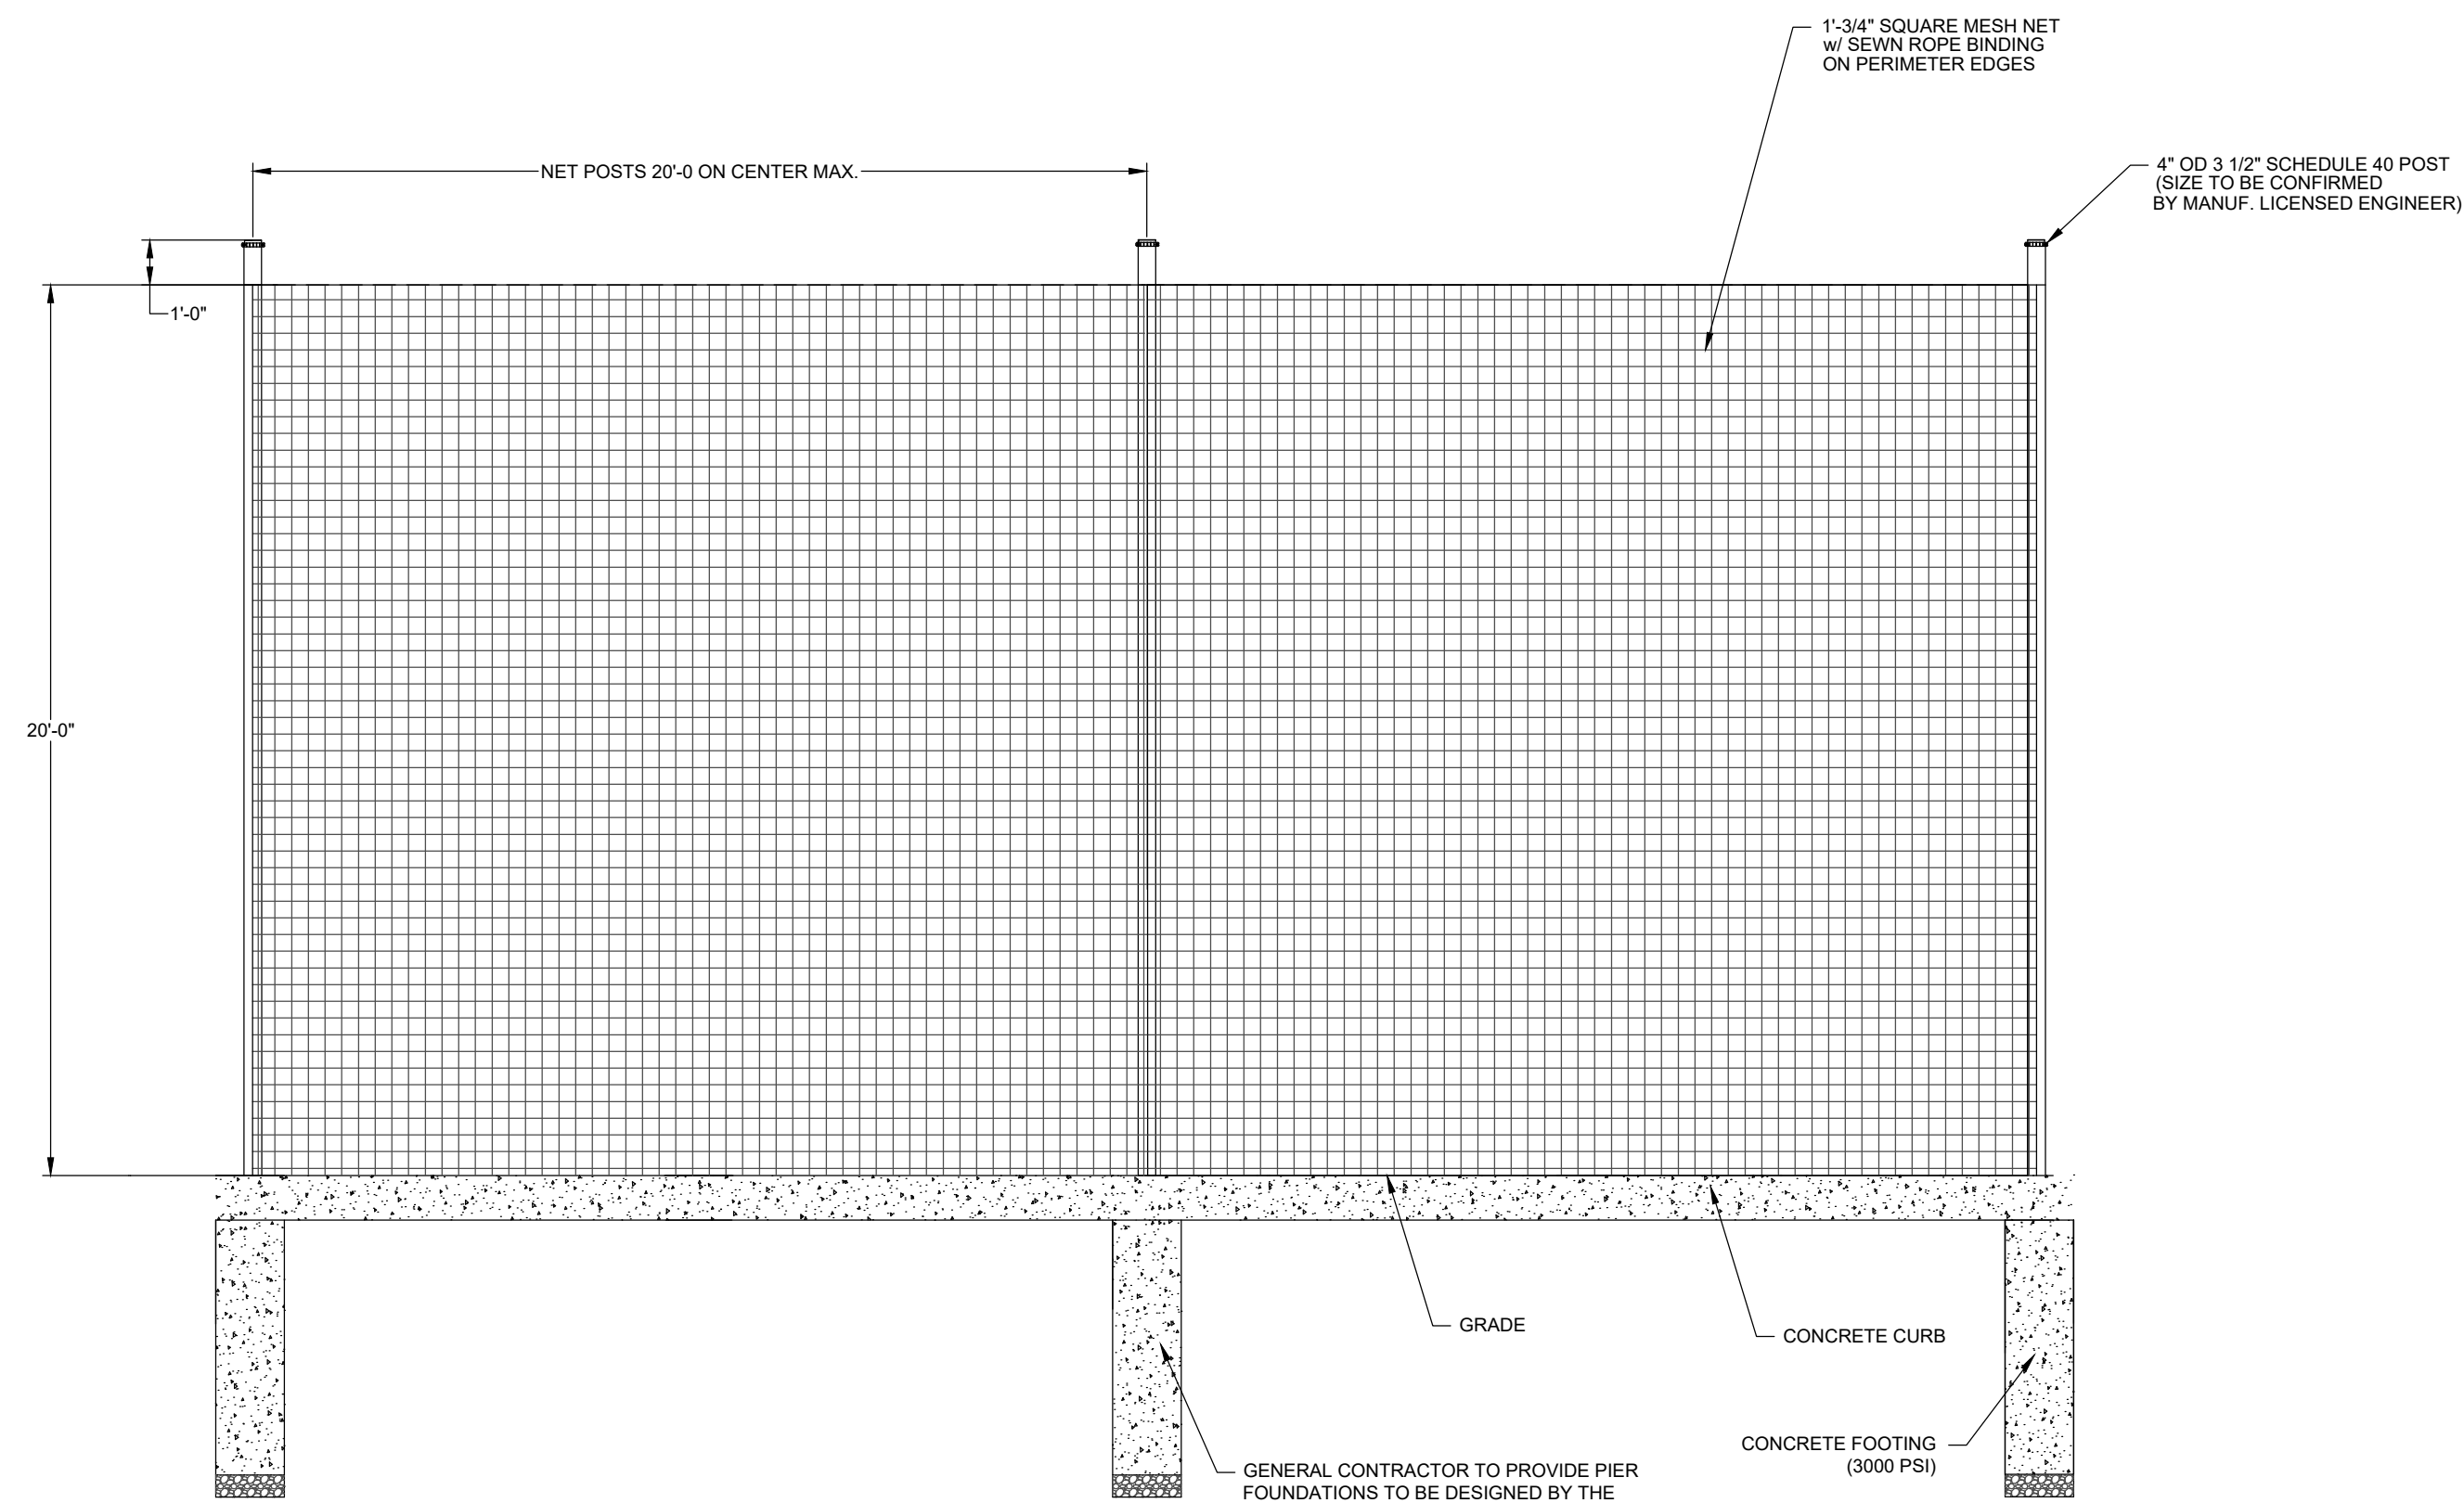 1'-3/4" SQUARE MESH NET
w/ SEWN ROPE BINDING
ON PERIMETER EDGES
NET POSTS 20'-0 ON CENTER MAX.
4" OD 3 1/2" SCHEDULE 40 POST
(SIZE TO BE CONFIRMED
BY MANUF. LICENSED ENGINEER)
1'-0"
20'-0"
GRADE
CONCRETE CURB
CONCRETE FOOTING
(3000 PSI)
GENERAL CONTRACTOR TO PROVIDE PIER
FOUNDATIONS TO BE DESIGNED BY THE